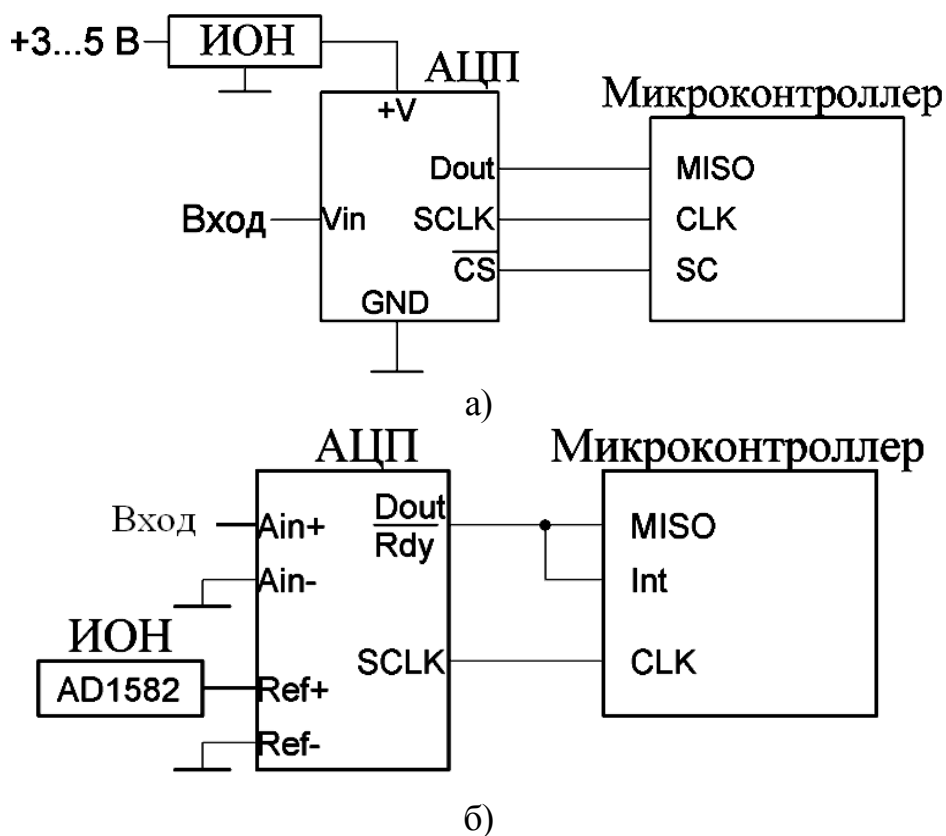 +3...5 В
ИОН
АЦП
Микроконтроллер
+V
Dout
MISO
Вход
Vin
SCLK
CLK
CS
SC
GND
а)
АЦП
Микроконтроллер
Вход
Ain+
Dout
MISO
Rdy
Ain-
Int
ИОН
SCLK
CLK
AD1582
Ref+
Ref-
б)